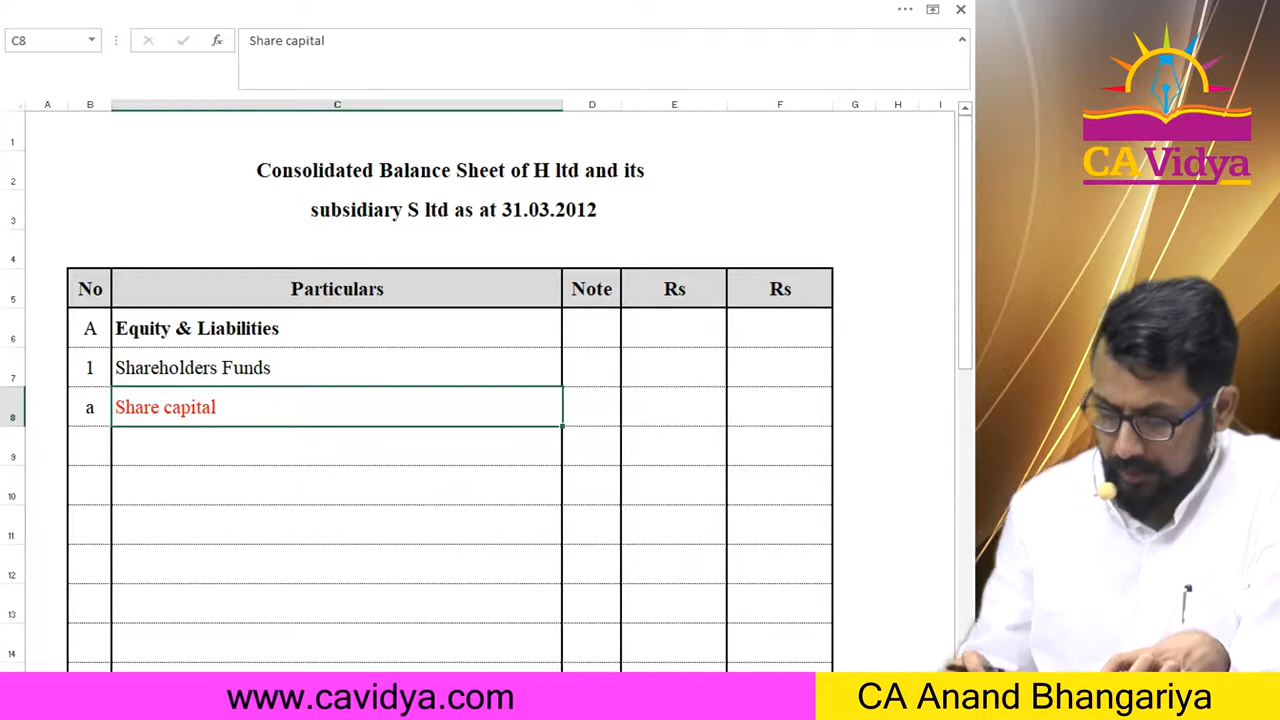 C8
fx
Share capital
A B C D E F G H I
1
Consolidated Balance Sheet of H ltd and its
2
subsidiary S ltd as at 31.03.2012
3
4
No Particulars Note Rs Rs
5
A Equity & Liabilities
6
1 Shareholders Funds
7
a Share capital
8
9
10
11
12
13
14
CA Vidya
www.cavidya.com
CA Anand Bhangariya